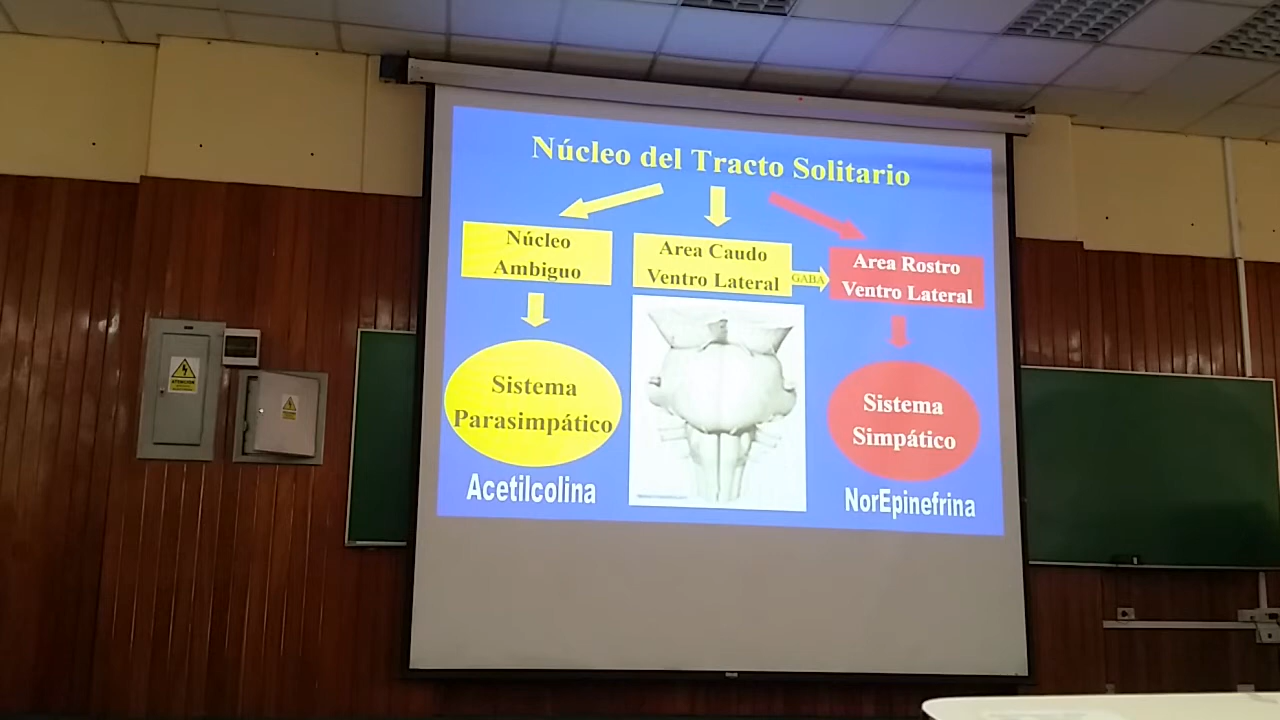 Núcleo del Tracto Solitario
Núcleo
Ambiguo
Area Caudo
Ventro Lateral
GABA
Area Rostro
Ventro Lateral
Sistema
Parasimpático
Sistema
Simpático
Acetilcolina
NorEpinefrina
ATENCION